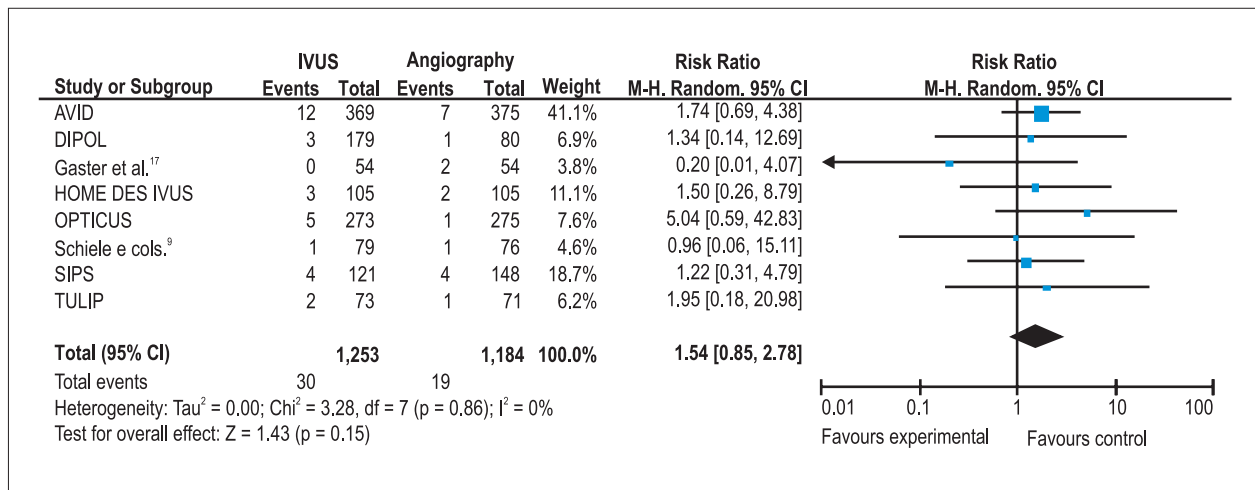 IVUS Angiography Risk Ratio Risk Ratio
Study or Subgroup Events Total Events Total Weight M-H. Random. 95% CI M-H. Random. 95% CI
AVID 12 369 7 375 41.1% 1.74 [0.69, 4.38]
DIPOL 3 179 1 80 6.9% 1.34 [0.14, 12.69]
Gaster et al.17 0 54 2 54 3.8% 0.20 [0.01, 4.07]
HOME DES IVUS 3 105 2 105 11.1% 1.50 [0.26, 8.79]
OPTICUS 5 273 1 275 7.6% 5.04 [0.59, 42.83]
Schiele e cols.9 1 79 1 76 4.6% 0.96 [0.06, 15.11]
SIPS 4 121 4 148 18.7% 1.22 [0.31, 4.79]
TULIP 2 73 1 71 6.2% 1.95 [0.18, 20.98]
Total (95% CI) 1,253 1,184 100.0% 1.54 [0.85, 2.78]
Total events 30 19
Heterogeneity: Tau2 = 0.00; Chi2 = 3.28, df = 7 (p = 0.86); I2 = 0%
Test for overall effect: Z = 1.43 (p = 0.15)
0.01 0.1 1 10 100
Favours experimental Favours control